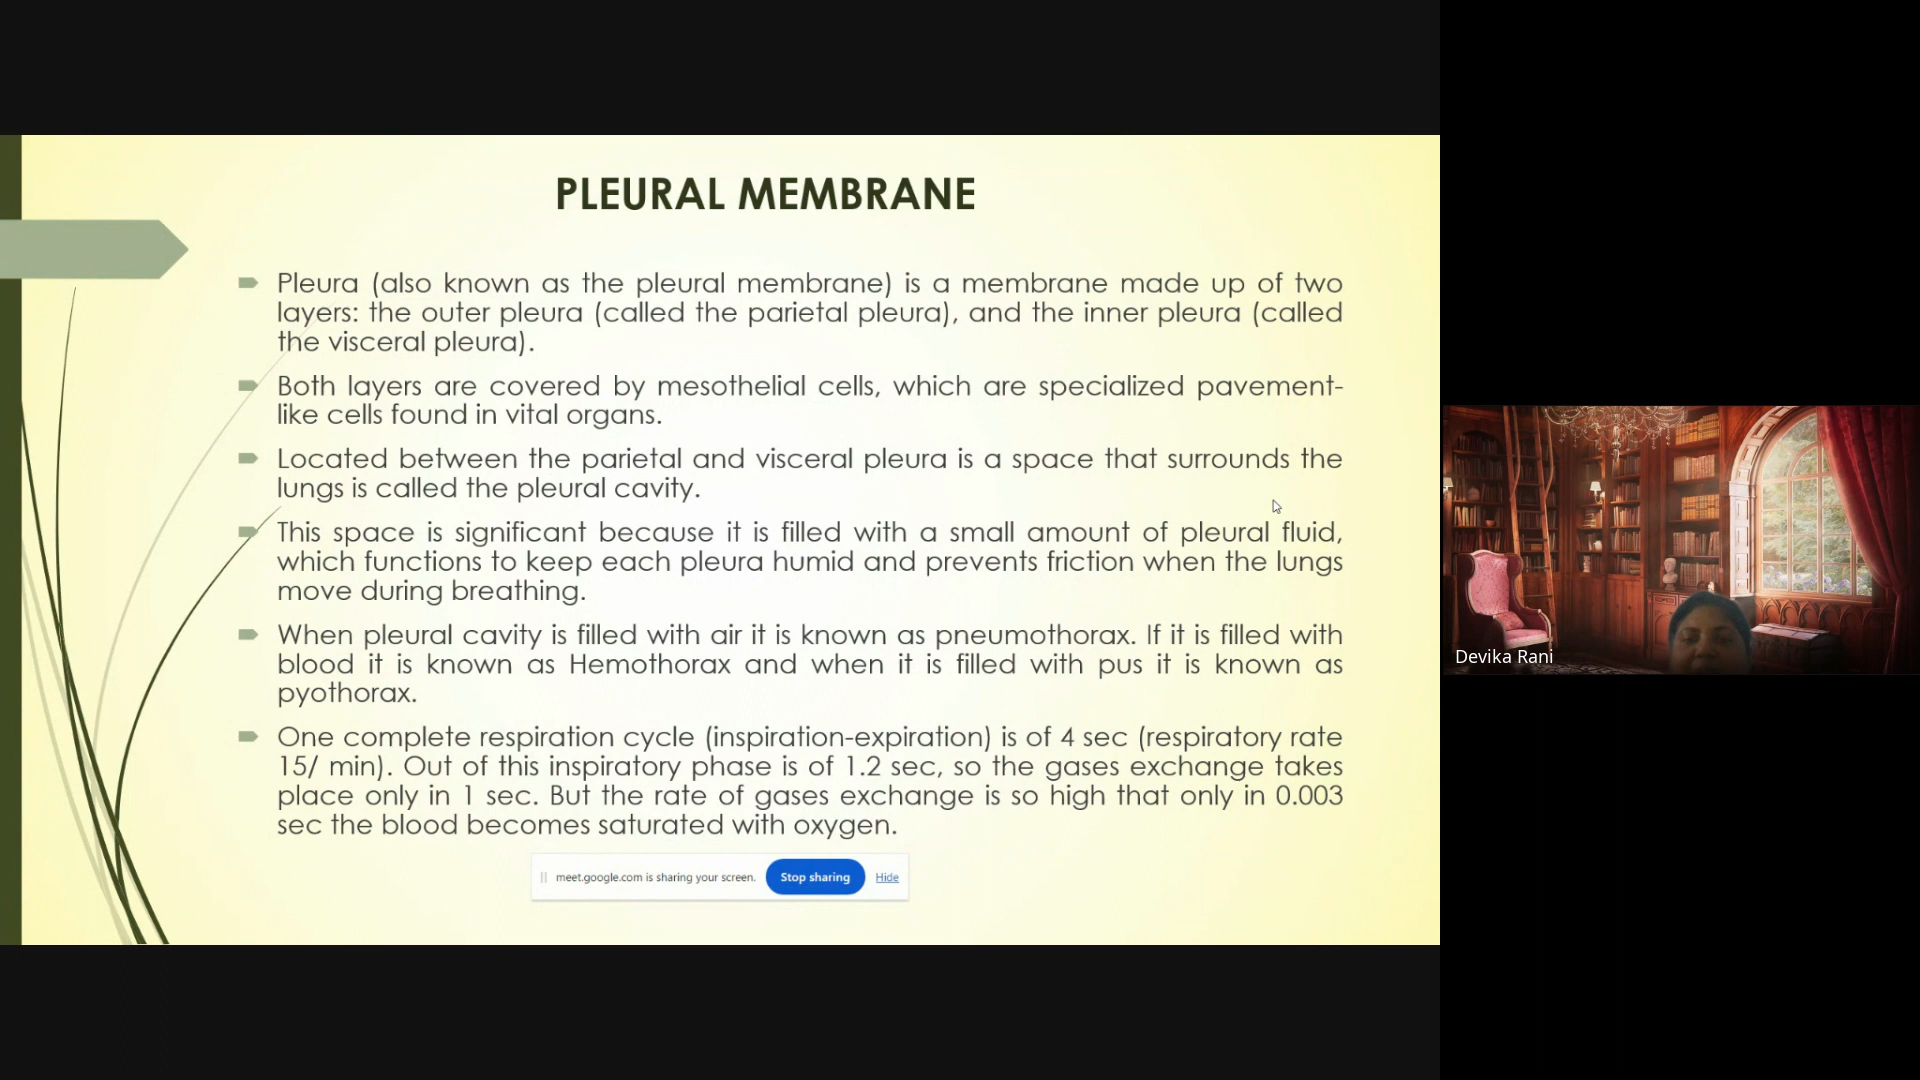 PLEURAL MEMBRANE
Pleura (also known as the pleural membrane) is a membrane made up of two
layers: the outer pleura (called the parietal pleura), and the inner pleura (called
the visceral pleura).
Both layers are covered by mesothelial cells, which are specialized pavement-
like cells found in vital organs.
Located between the parietal and visceral pleura is a space that surrounds the
lungs is called the pleural cavity.
This space is significant because it is filled with a small amount of pleural fluid,
which functions to keep each pleura humid and prevents friction when the lungs
move during breathing.
When pleural cavity is filled with air it is known as pneumothorax. If it is filled with
blood it is known as Hemothorax and when it is filled with pus it is known as
pyothorax.
One complete respiration cycle (inspiration-expiration) is of 4 sec (respiratory rate
15/ min). Out of this inspiratory phase is of 1.2 sec, so the gases exchange takes
place only in 1 sec. But the rate of gases exchange is so high that only in 0.003
sec the blood becomes saturated with oxygen.
meet.google.com is sharing your screen. Stop sharing Hide
Devika Rani